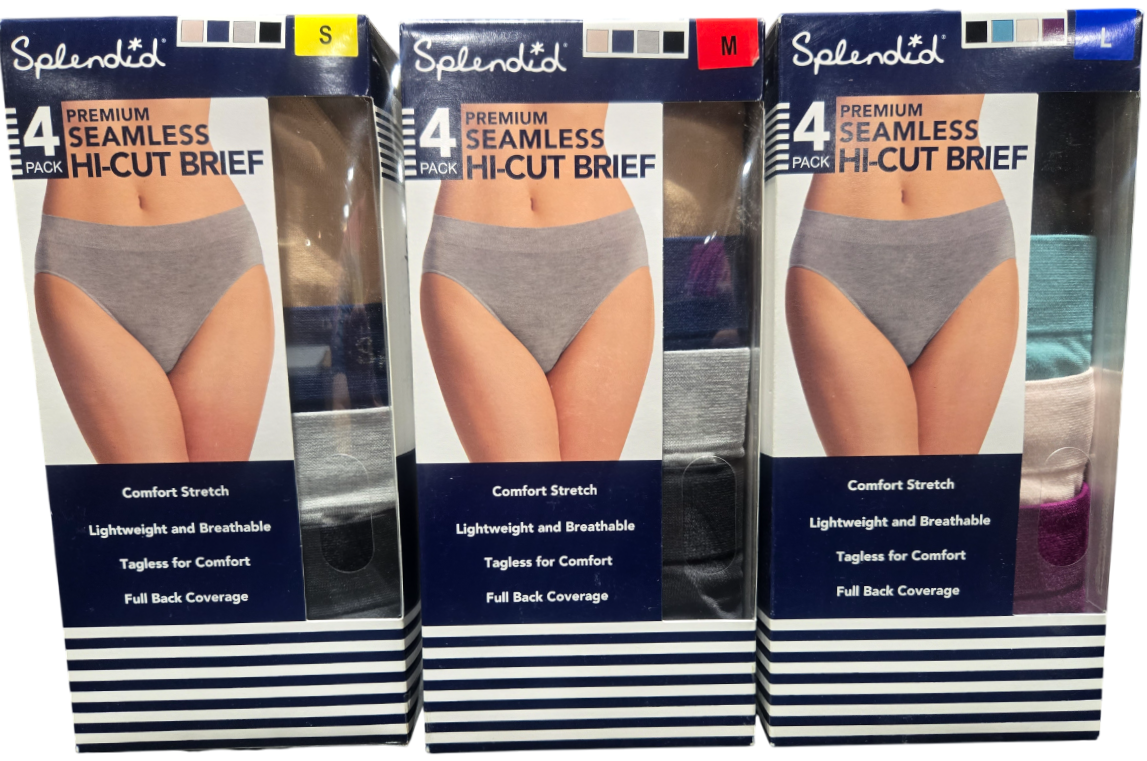 Splendid
S
4
PACK
PREMIUM
SEAMLESS
HI-CUT BRIEF
Comfort Stretch
Lightweight and Breathable
Tagless for Comfort
Full Back Coverage
Splendid
M
4
PACK
PREMIUM
SEAMLESS
HI-CUT BRIEF
Comfort Stretch
Lightweight and Breathable
Tagless for Comfort
Full Back Coverage
Splendid
L
4
PACK
PREMIUM
SEAMLESS
HI-CUT BRIEF
Comfort Stretch
Lightweight and Breathable
Tagless for Comfort
Full Back Coverage